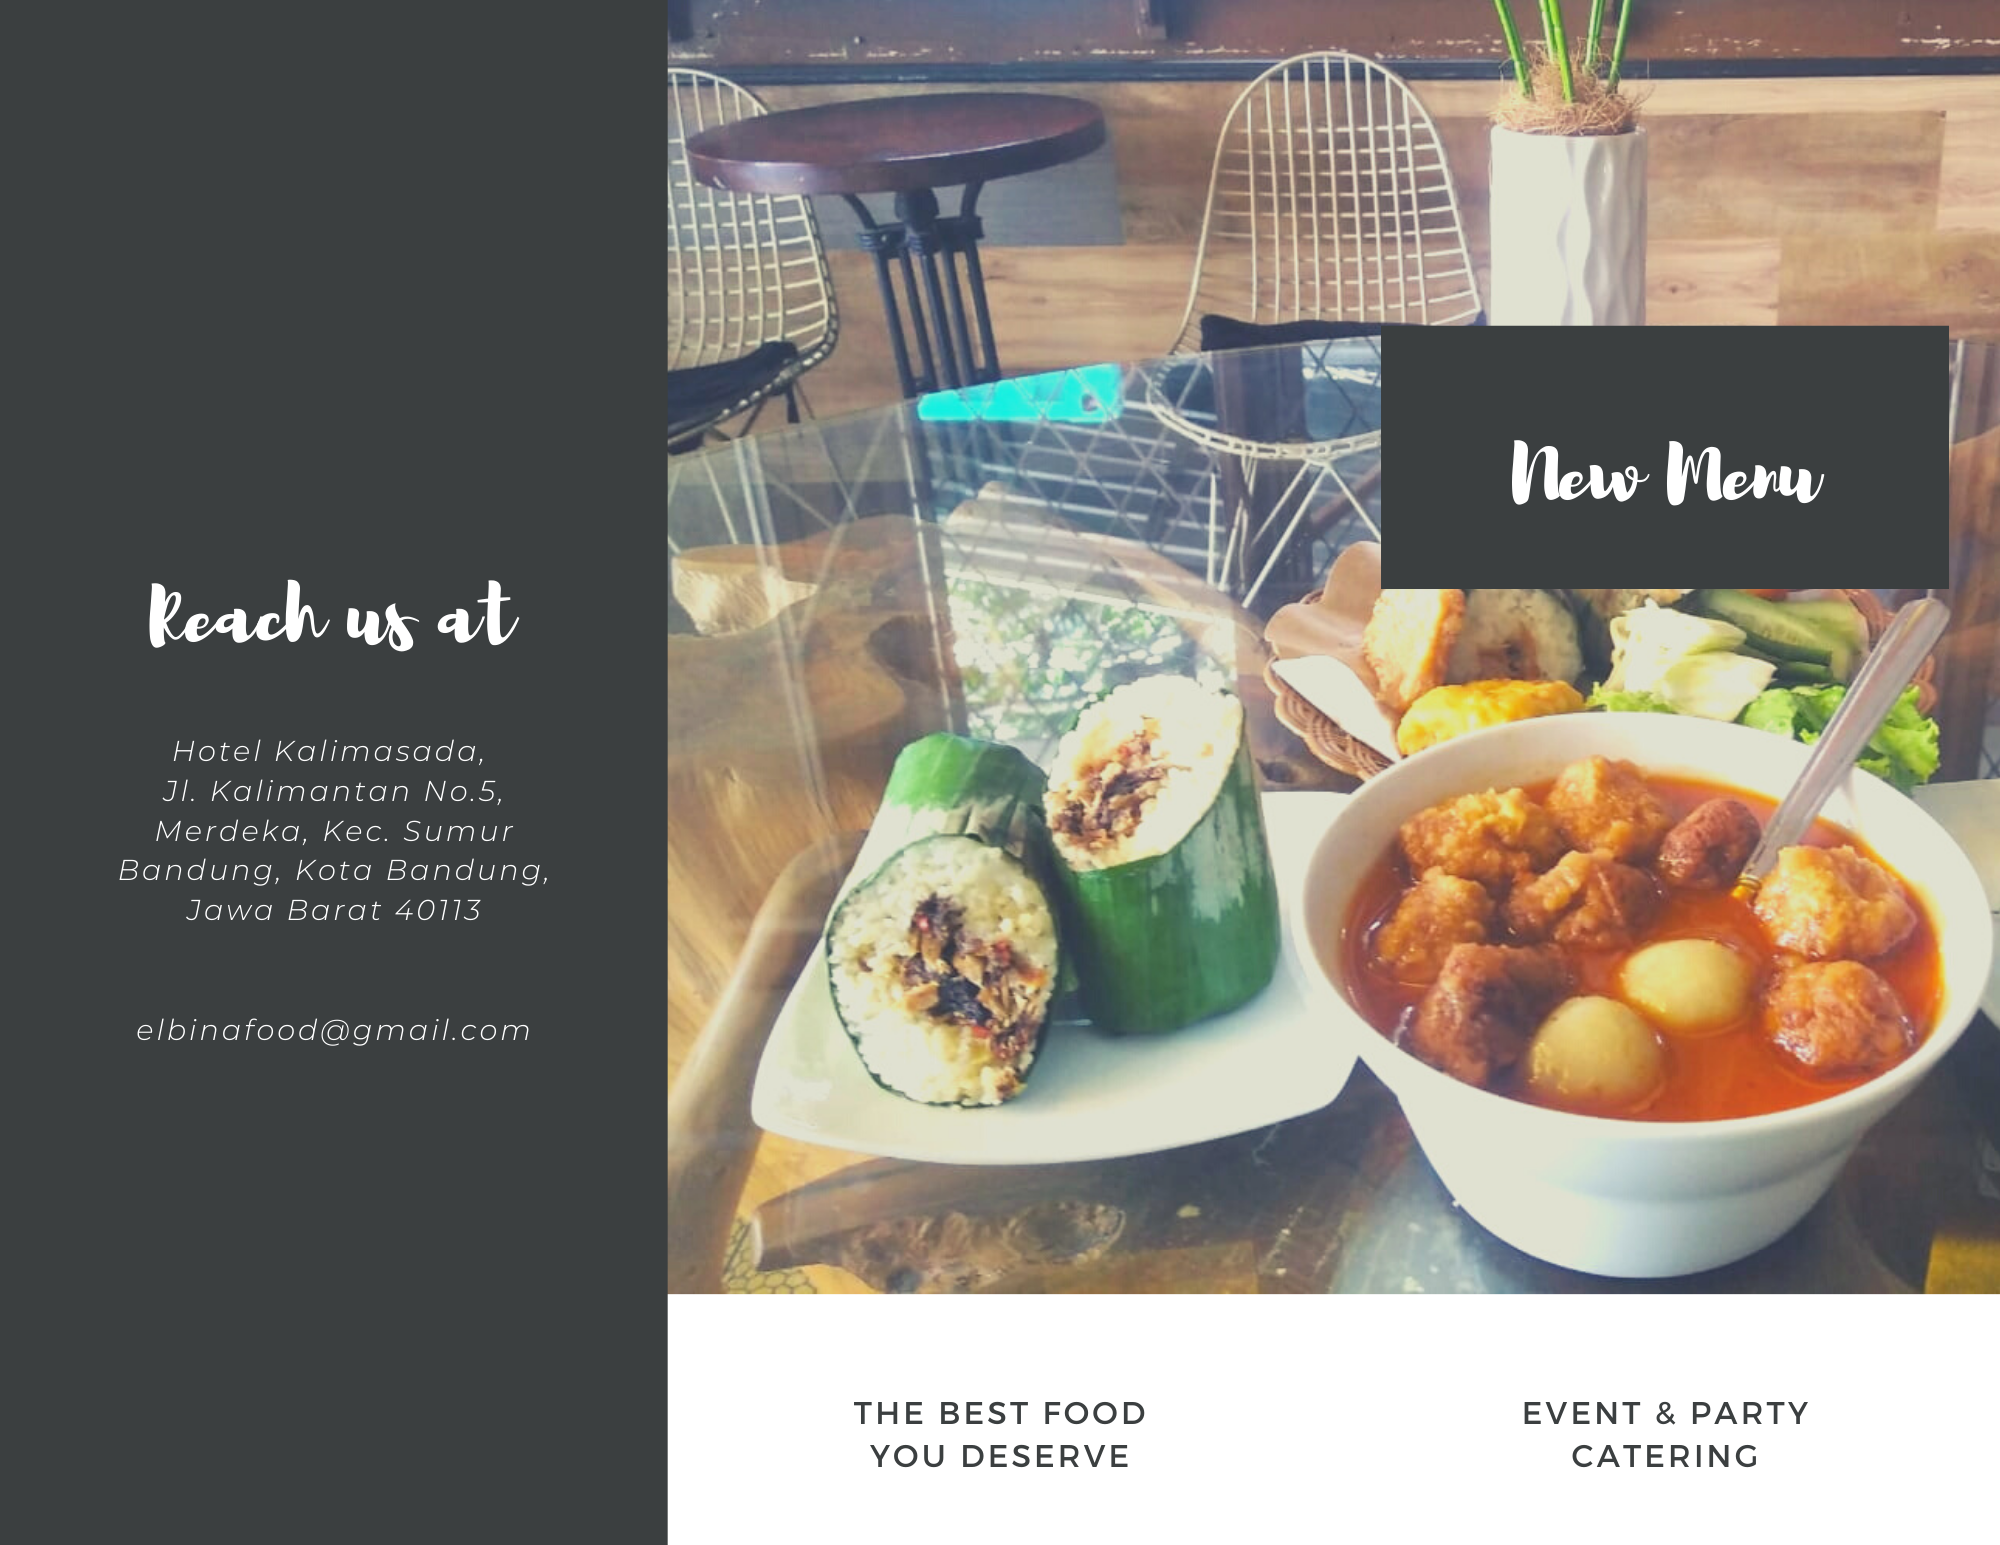 Reach us at
Hotel Kalimasada,
Jl. Kalimantan No.5,
Merdeka, Kec. Sumur
Bandung, Kota Bandung,
Jawa Barat 40113
elbinafood@gmail.com
New Menu
THE BEST FOOD
YOU DESERVE
EVENT & PARTY
CATERING